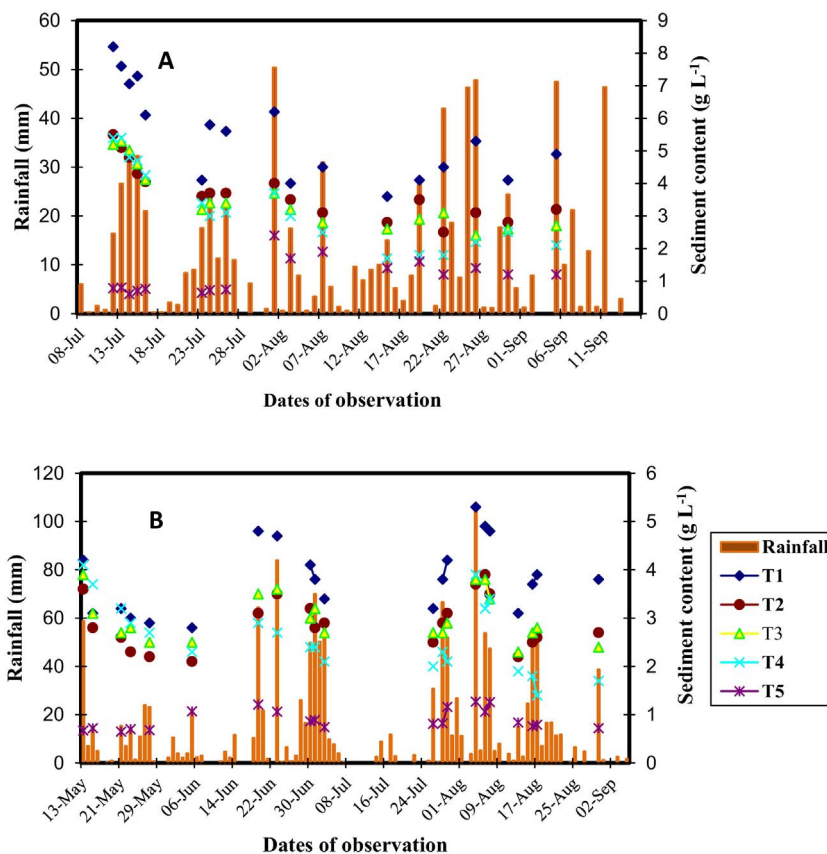 A
60
50
40
30
20
10
0
Rainfall (mm)
9
8
7
6
5
4
3
2
1
0
Sediment content (g L-1)
08-Jul
13-Jul
18-Jul
23-Jul
28-Jul
02-Aug
07-Aug
12-Aug
17-Aug
22-Aug
27-Aug
01-Sep
06-Sep
11-Sep
Dates of observation
B
120
100
80
60
40
20
0
Rainfall (mm)
6
5
4
3
2
1
0
Sediment content (g L-1)
13-May
21-May
29-May
06-Jun
14-Jun
22-Jun
30-Jun
08-Jul
16-Jul
24-Jul
01-Aug
09-Aug
17-Aug
25-Aug
02-Sep
Dates of observation
Rainfall
T1
T2
T3
T4
T5